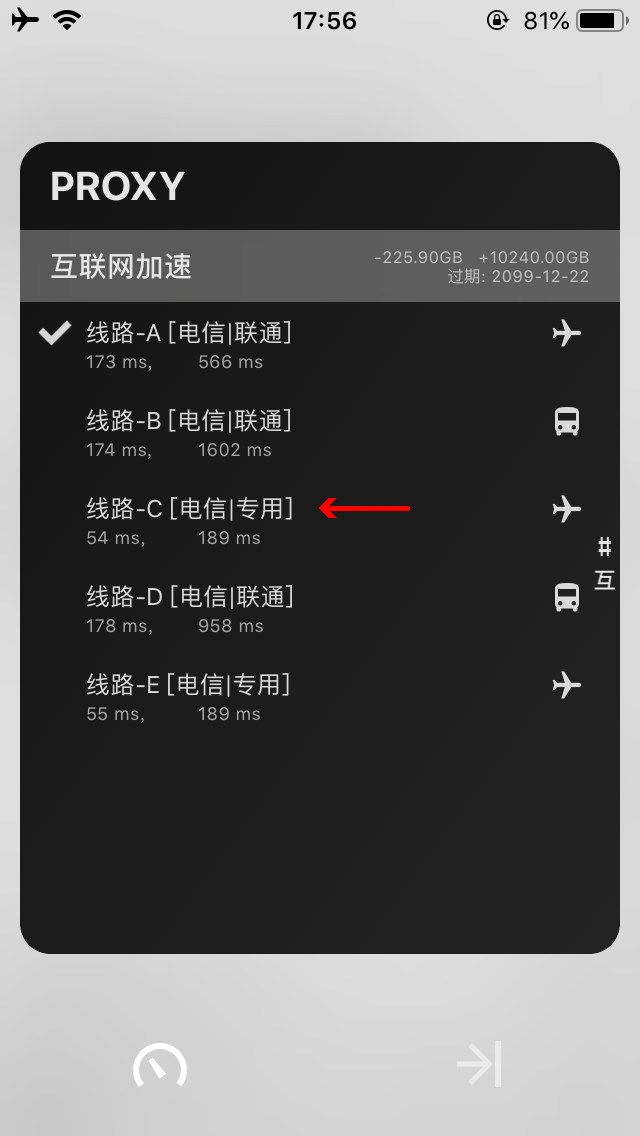 17:56
81%
PROXY
互联网加速
-225.90GB +10240.00GB
过期: 2099-12-22
线路-A [电信|联通]
173 ms, 566 ms
线路-B [电信|联通]
174 ms, 1602 ms
线路-C [电信|专用]
54 ms, 189 ms
#
互
线路-D [电信|联通]
178 ms, 958 ms
线路-E [电信|专用]
55 ms, 189 ms